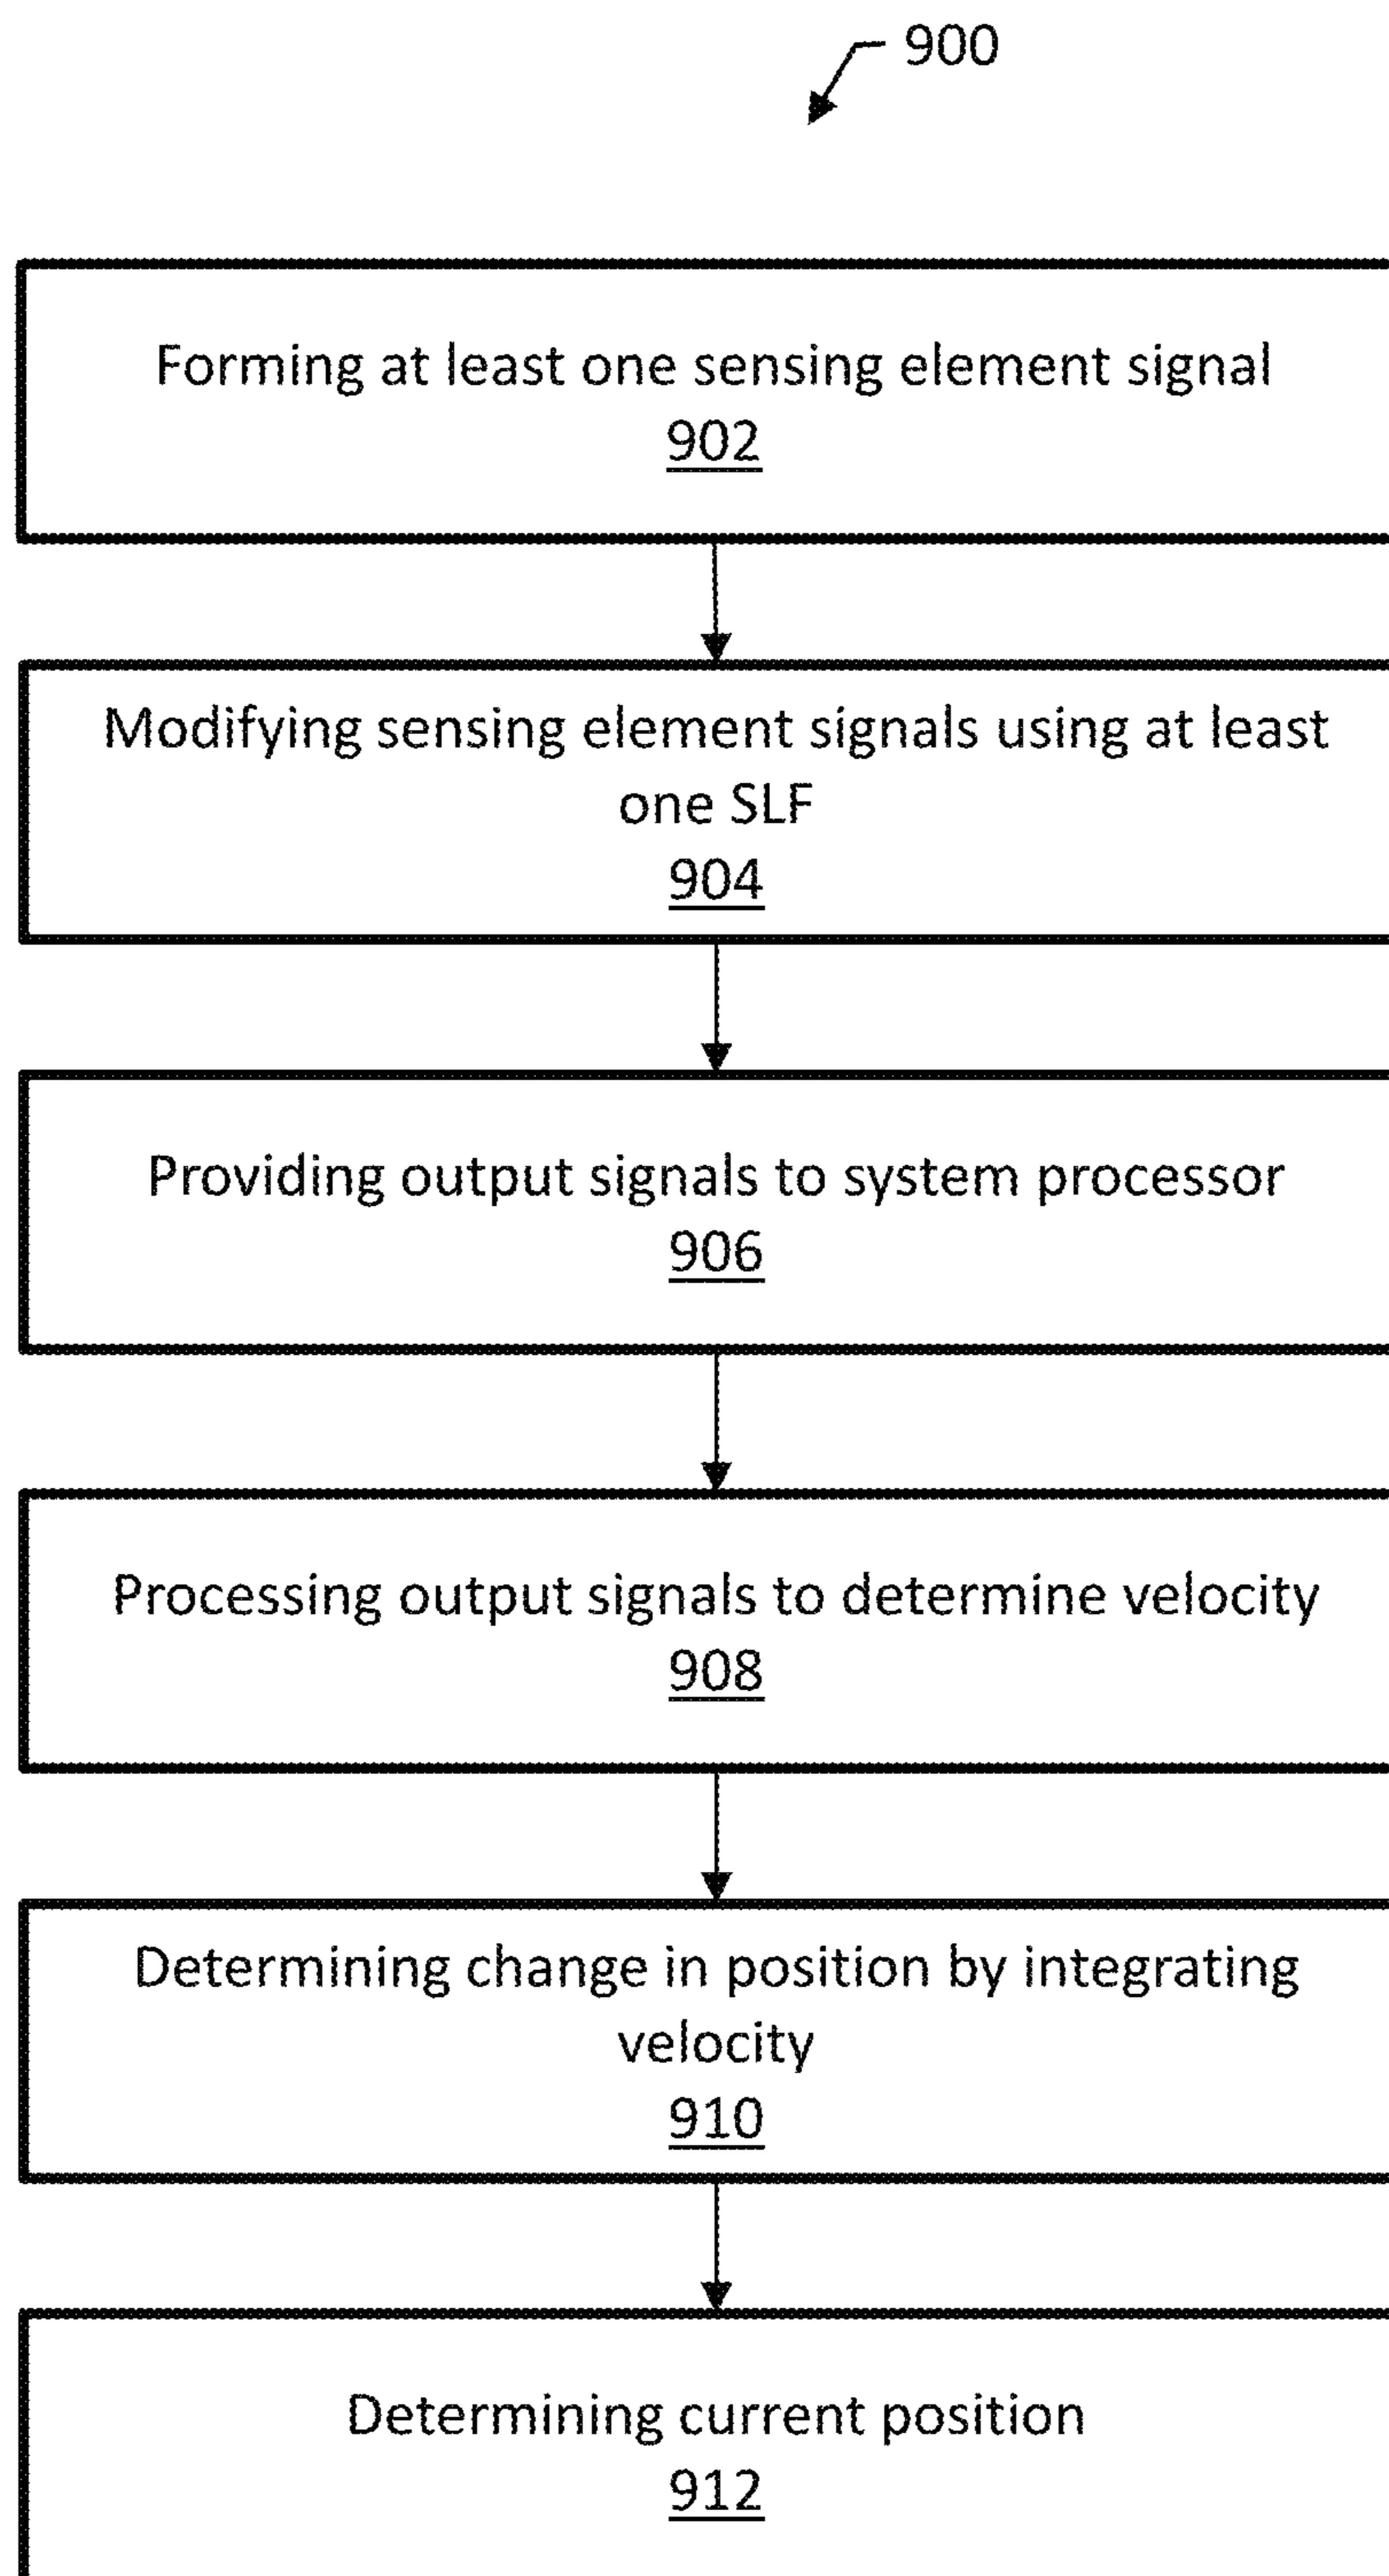 900
Forming at least one sensing element signal
902
Modifying sensing element signals using at least
one SLF
904
Providing output signals to system processor
906
Processing output signals to determine velocity
908
Determining change in position by integrating
velocity
910
Determining current position
912